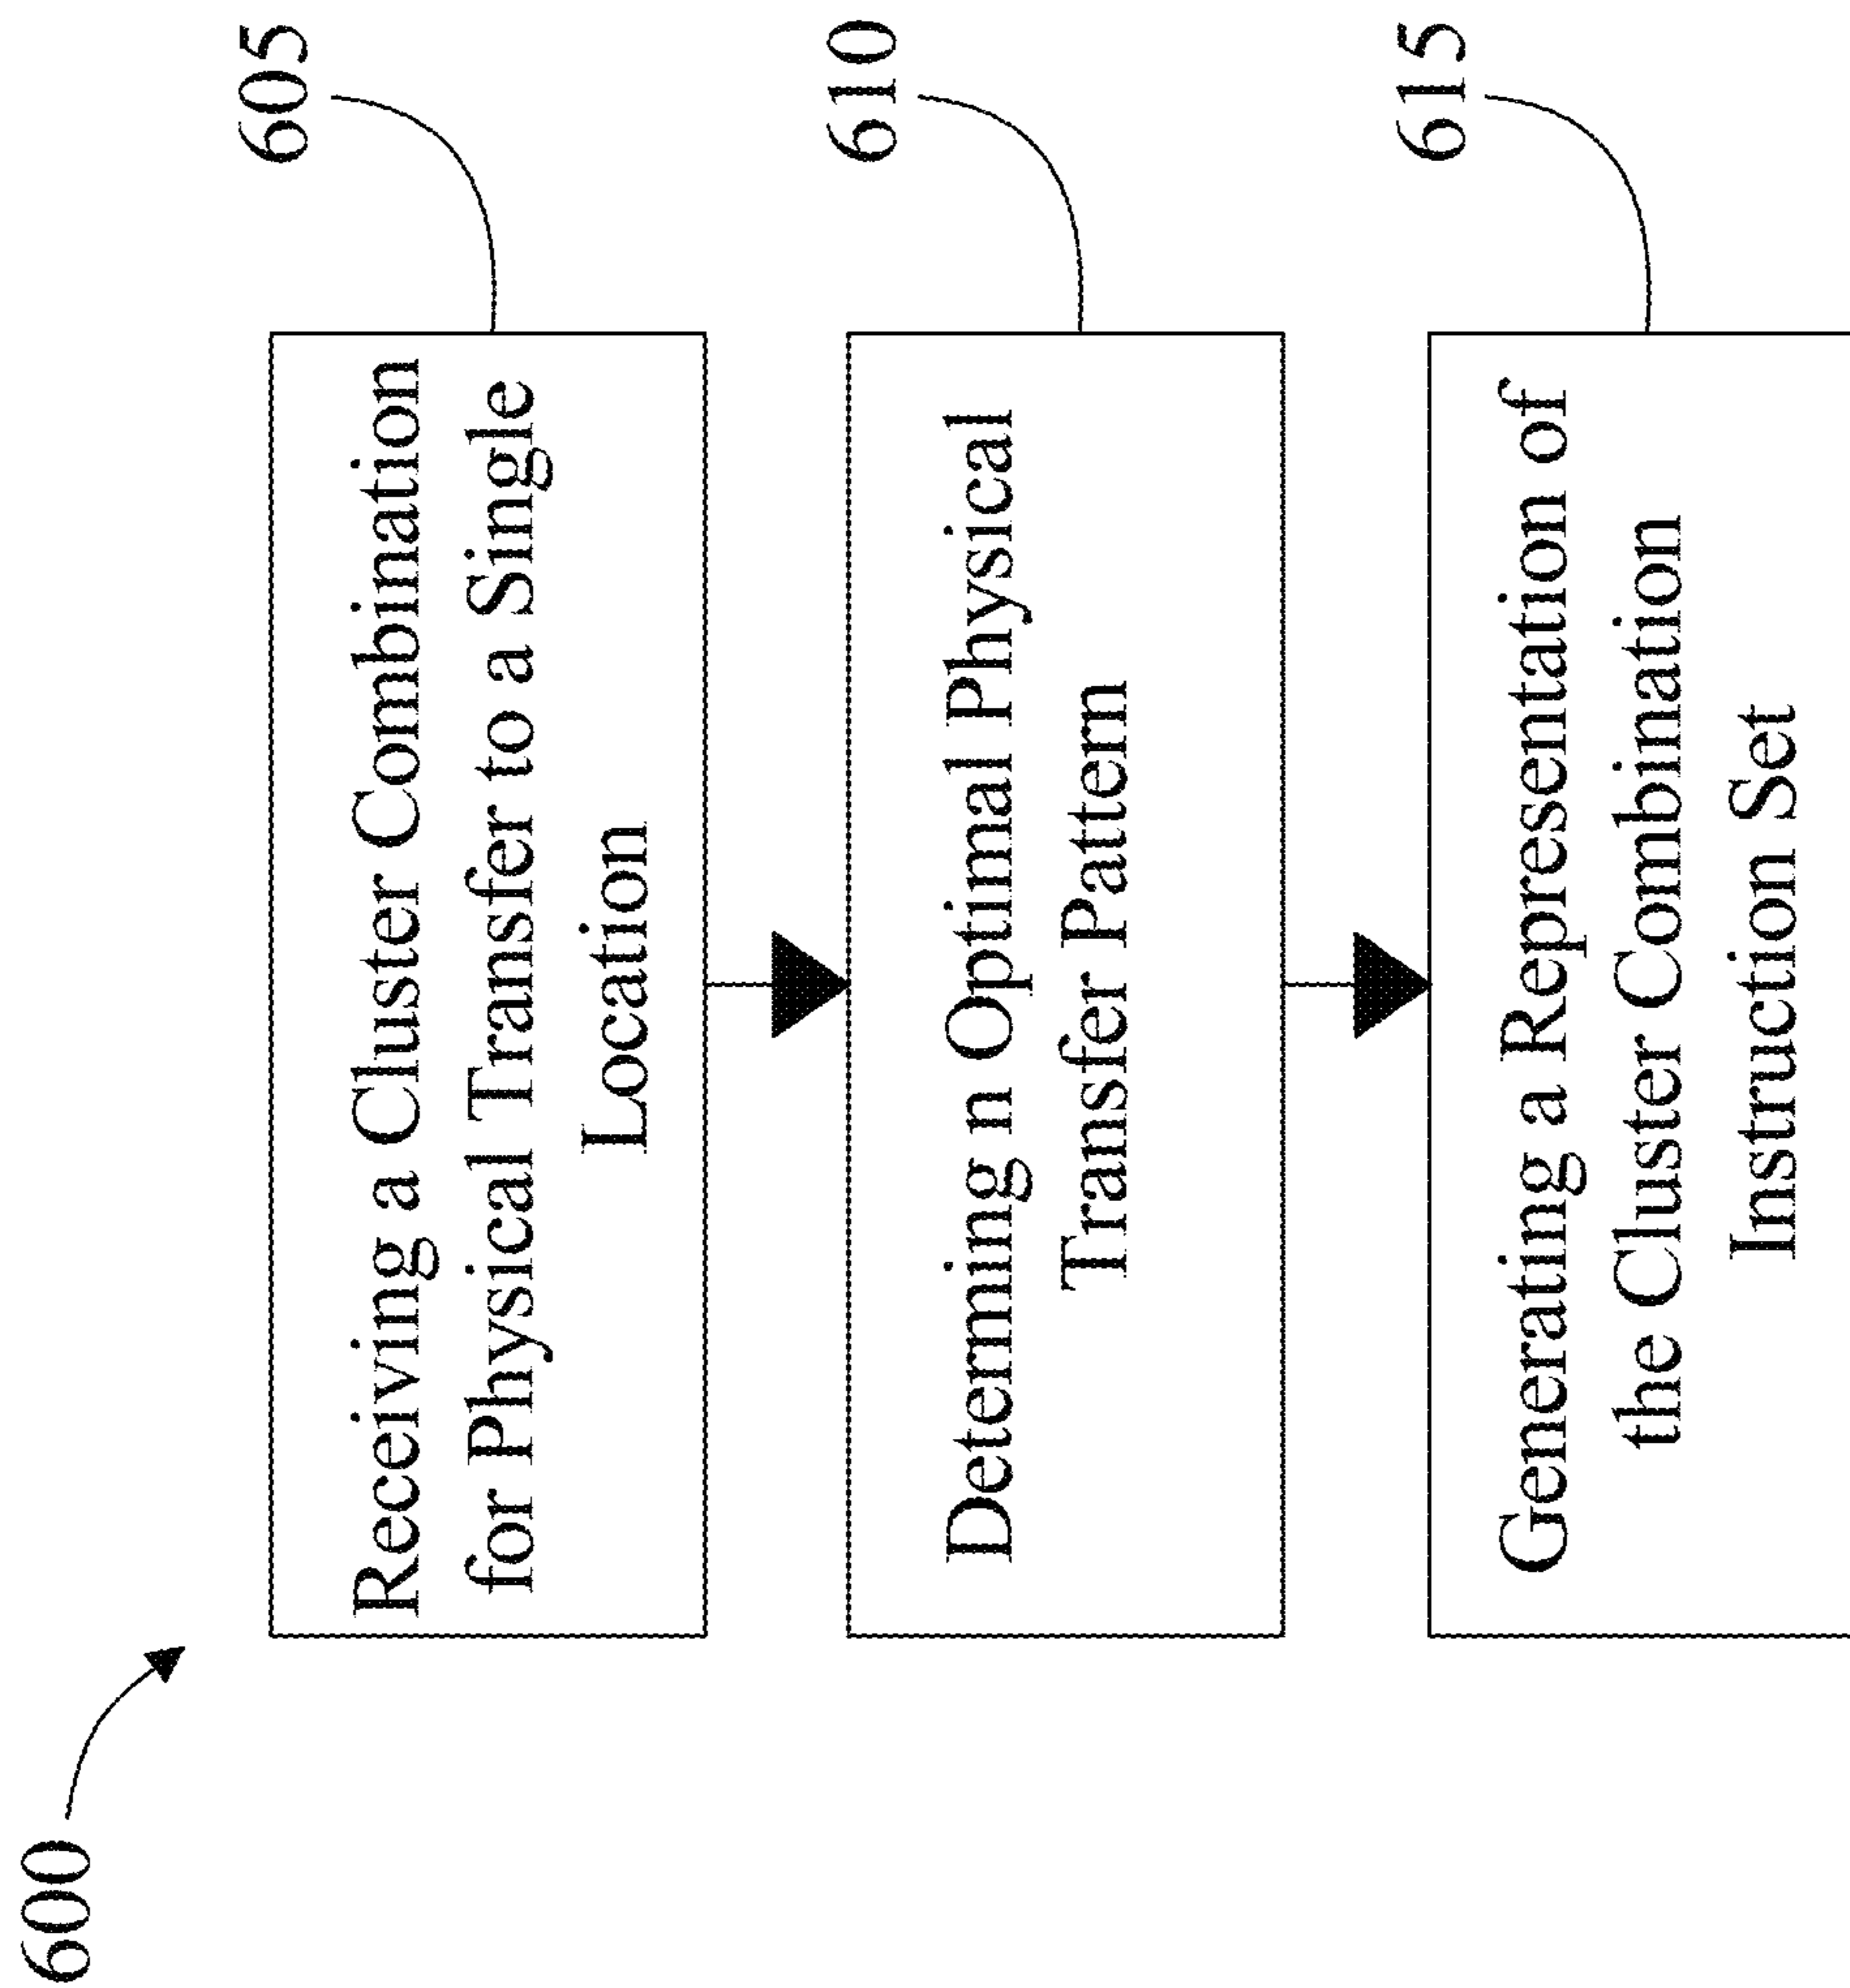 600
605
Receiving a Cluster Combination
for Physical Transfer to a Single
Location
610
Determing n Optimal Physical
Transfer Pattern
615
Generating a Representation of
the Cluster Combination
Instruction Set